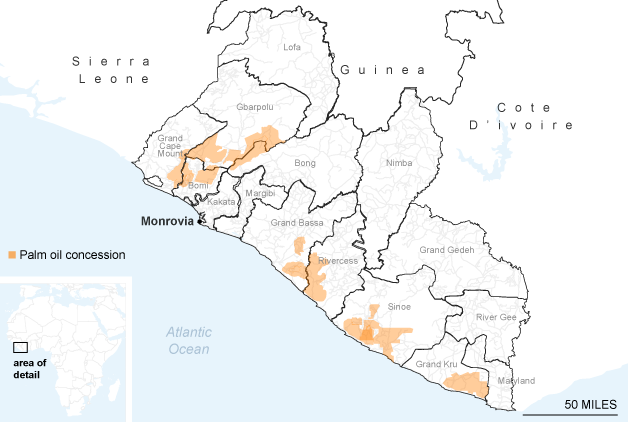 Sierra
Leone
Guinea
Cote
D'ivoire
Lofa
Gbarpolu
Grand
Cape
Mount
Bomi
Bong
Nimba
Kakata
Margibi
Monrovia
Grand Bassa
Rivercess
Grand Gedeh
Palm oil concession
Sinoe
River Gee
Grand Kru
Maryland
Atlantic
Ocean
area of
detail
50 MILES